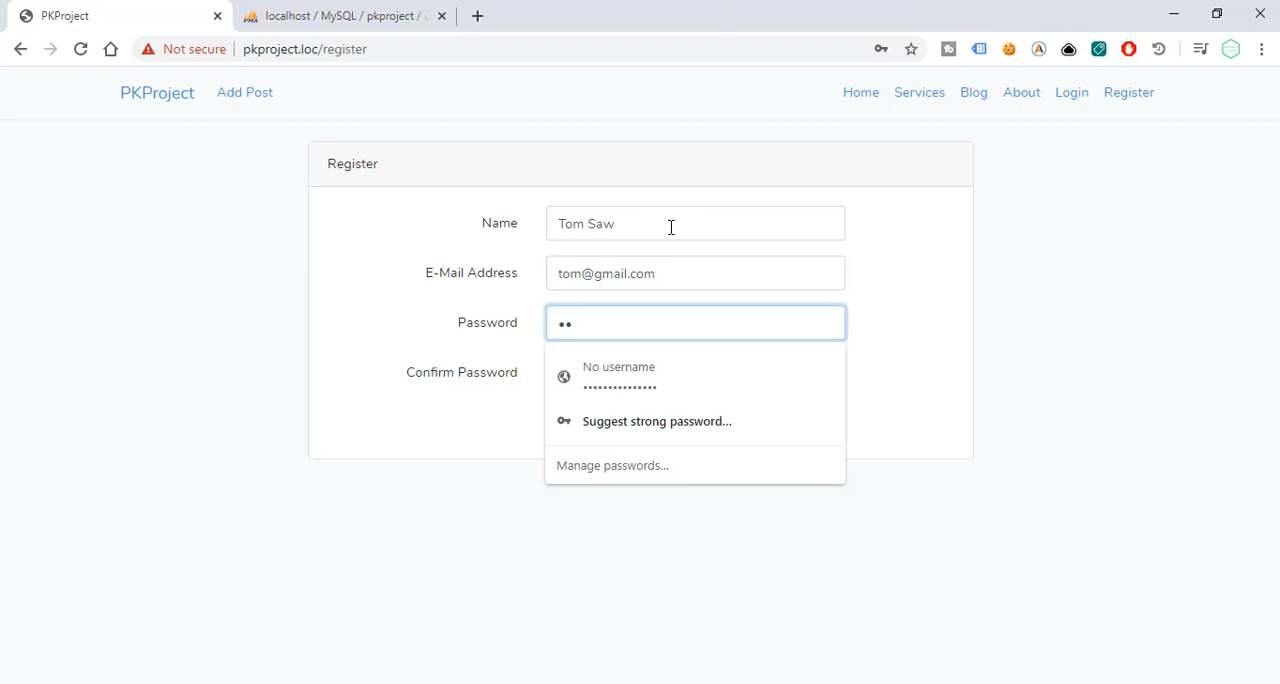 PKProject
localhost / MySQL / pkproject / u
Not secure
pkproject.loc/register
PKProject
Add Post
Home
Services
Blog
About
Login
Register
Register
Name
Tom Saw
E-Mail Address
tom@gmail.com
Password
••
No username
•••••••••••••••
Suggest strong password...
Confirm Password
Manage passwords...